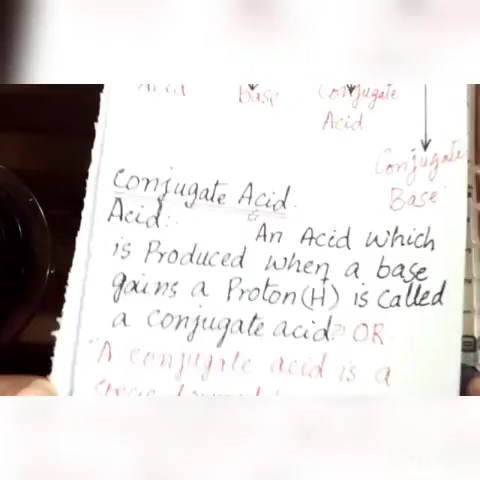 Acid Base Conjugate
Acid
Conjugate
Base
Conjugate Acid.
Acid:. An Acid which
is Produced when a base
gains a Proton(H) is called
a conjugate acid. OR
"A conjugate acid is a